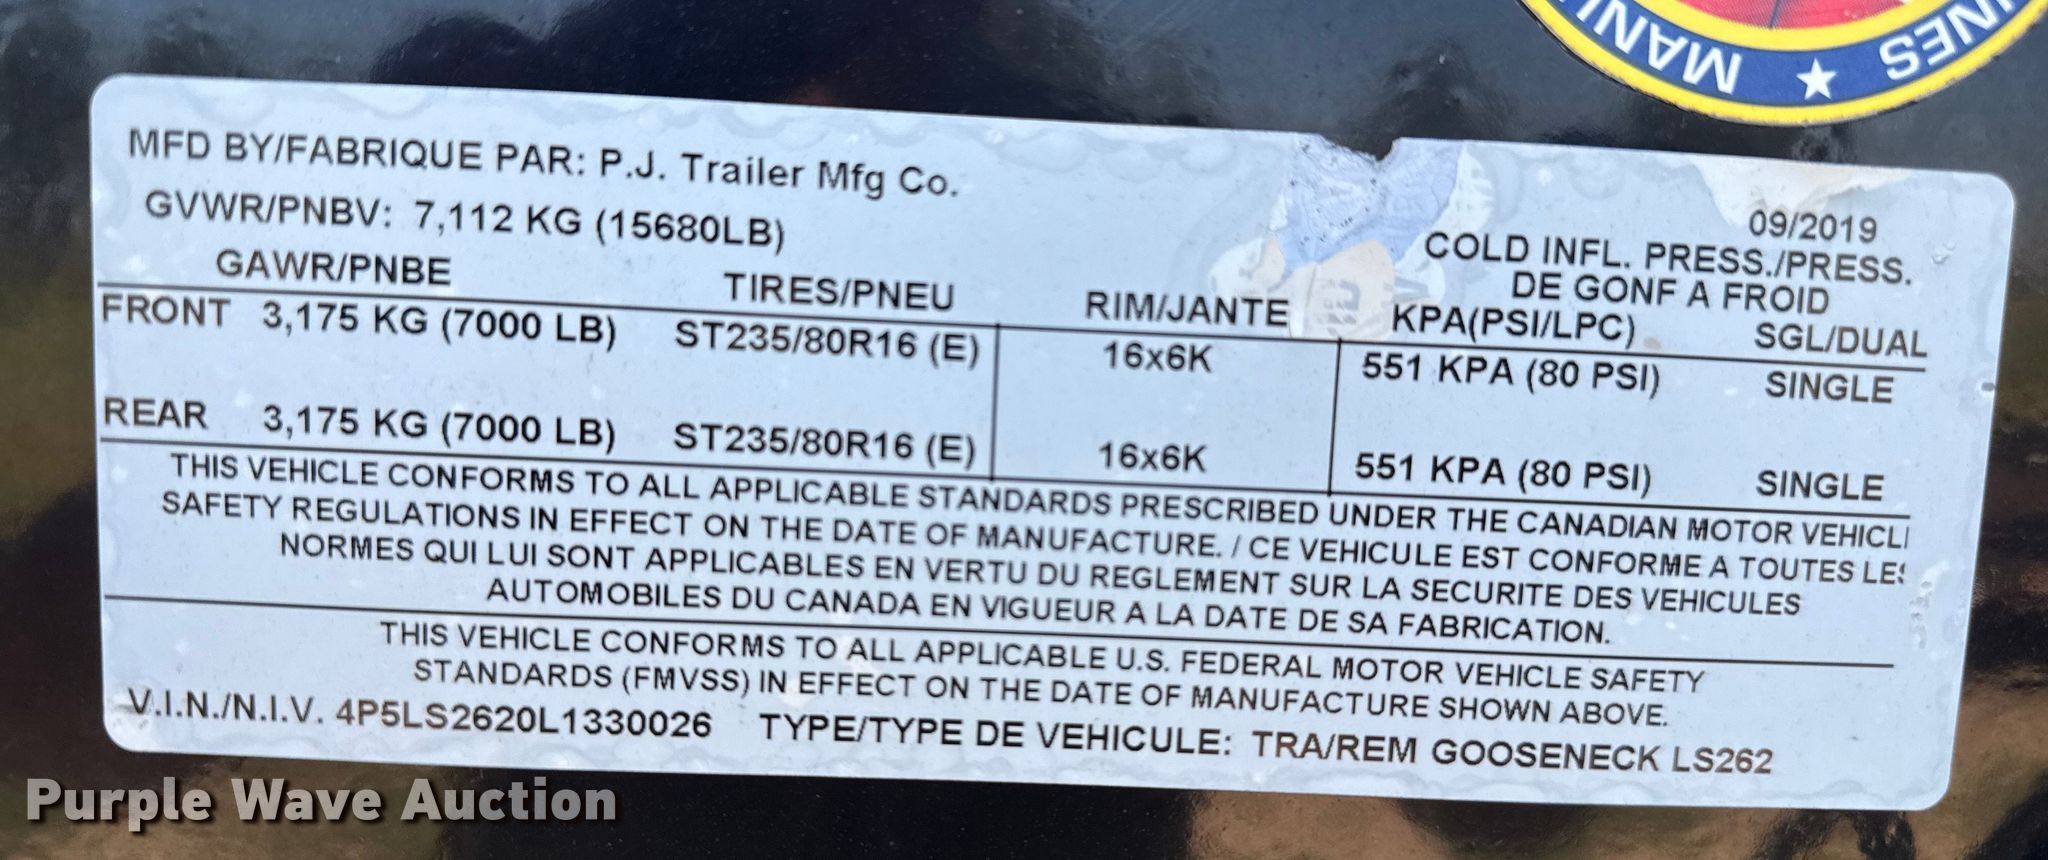 MANU
INES
MFD BY/FABRIQUE PAR: P.J. Trailer Mfg Co.
09/2019
GVWR/PNBV: 7,112 KG (15680LB)
COLD INFL. PRESS./PRESS.
DE GONF A FROID
GAWR/PNBE TIRES/PNEU RIM/JANTE KPA(PSI/LPC) SGL/DUAL
FRONT 3,175 KG (7000 LB) ST235/80R16 (E) 16x6K 551 KPA (80 PSI) SINGLE
REAR 3,175 KG (7000 LB) ST235/80R16 (E) 16x6K 551 KPA (80 PSI) SINGLE
THIS VEHICLE CONFORMS TO ALL APPLICABLE STANDARDS PRESCRIBED UNDER THE CANADIAN MOTOR VEHICL
SAFETY REGULATIONS IN EFFECT ON THE DATE OF MANUFACTURE. / CE VEHICULE EST CONFORME A TOUTES LES
NORMES QUI LUI SONT APPLICABLES EN VERTU DU REGLEMENT SUR LA SECURITE DES VEHICULES
AUTOMOBILES DU CANADA EN VIGUEUR A LA DATE DE SA FABRICATION.
THIS VEHICLE CONFORMS TO ALL APPLICABLE U.S. FEDERAL MOTOR VEHICLE SAFETY
STANDARDS (FMVSS) IN EFFECT ON THE DATE OF MANUFACTURE SHOWN ABOVE.
V.I.N./N.I.V. 4P5LS2620L1330026 TYPE/TYPE DE VEHICULE: TRA/REM GOOSENECK LS262
Purple Wave Auction